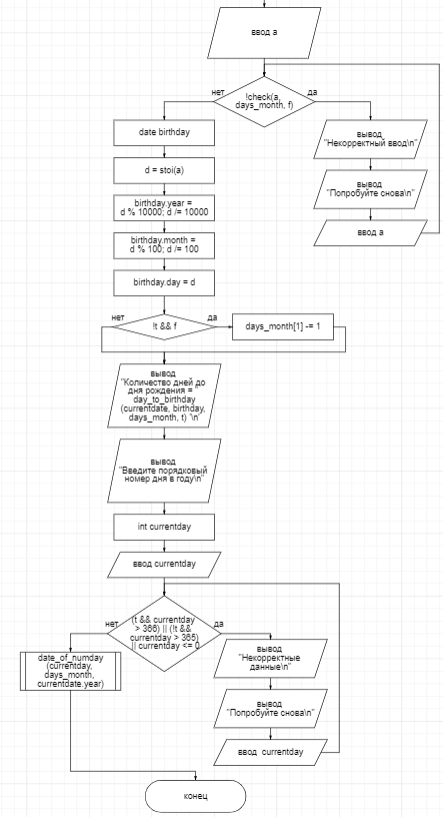 ввод a
нет
!check(a,
days_month, f)
да
date birthday
вывод
"Некорректный ввод\n"
d = stoi(a)
вывод
"Попробуйте снова\n"
birthday.year =
d % 10000; d /= 10000
ввод a
birthday.month =
d % 100; d /= 100
birthday.day = d
нет
!t && f
да
days_month[1] -= 1
вывод
"Количество дней до
дня рождения = "
day_to_birthday
(currentdate, birthday,
days_month, t) '\n'
вывод
"Введите порядковый
номер дня в году\n"
int currentday
ввод currentday
нет
(t && currentday
> 366) || (!t &&
currentday > 365)
|| currentday <= 0
да
date_of_numday
(currentday,
days_month,
currentdate.year)
вывод
"Некорректные
данные\n"
вывод
"Попробуйте снова\n"
ввод currentday
конец